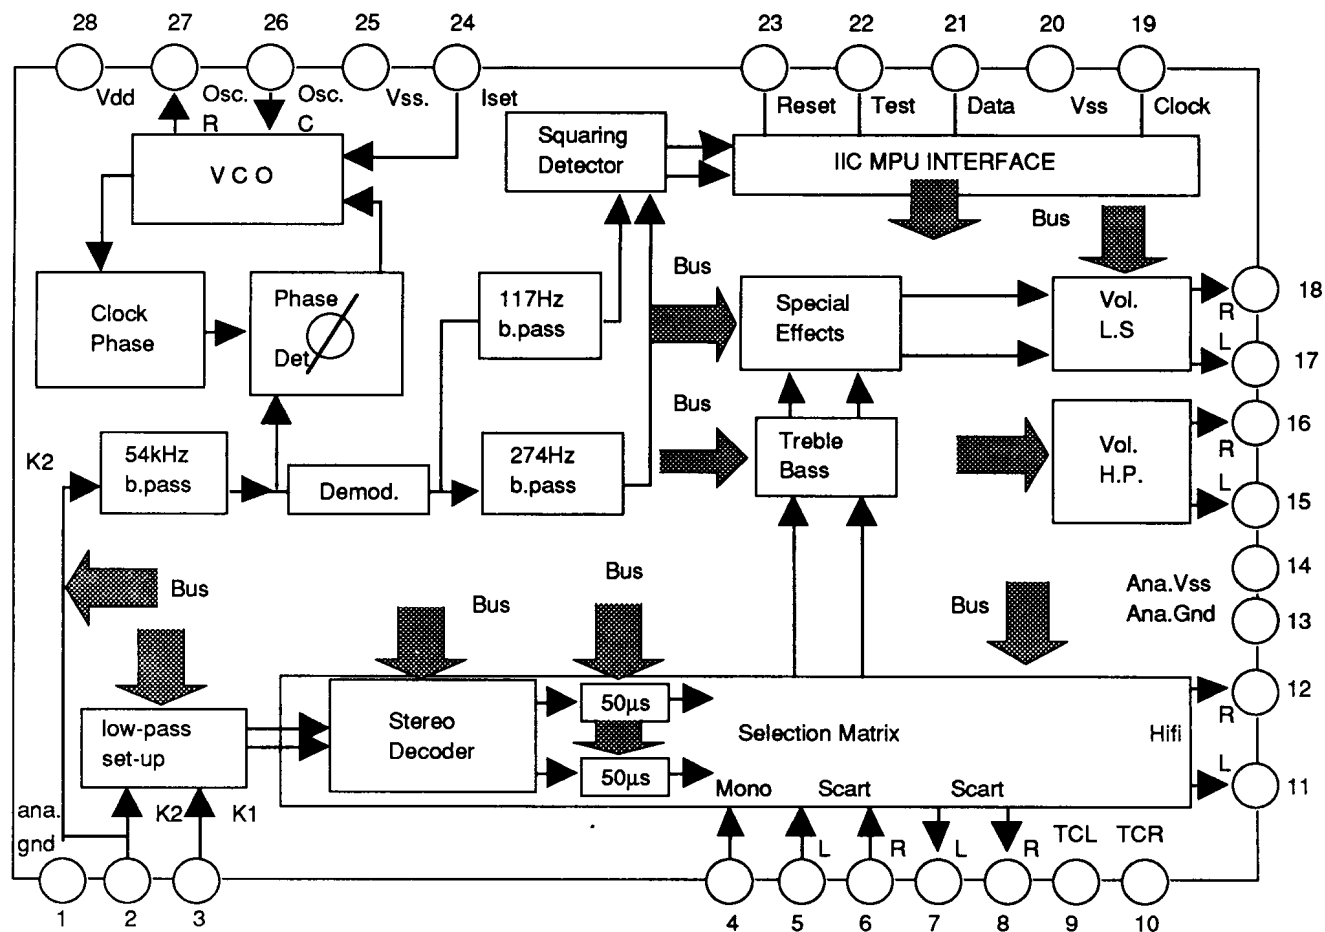 28 27 26 25 24 23 22 21 20 19
Vdd
Osc.
R
Osc.
C
Vss.
Iset
Reset
Test
Data
Vss
Clock
Squaring
Detector
IIC MPU INTERFACE
V C O
Bus
Clock
Phase
Phase
Det
117Hz
b.pass
Bus
Special
Effects
Vol.
L.S
R
18
L
17
K2
54kHz
b.pass
Demod.
274Hz
b.pass
Bus
Treble
Bass
Vol.
H.P.
R
16
L
15
Bus
Bus
Bus
Bus
14
Ana.Vss
Ana.Gnd
13
low-pass
set-up
Stereo
Decoder
50µs
50µs
Selection Matrix
Hifi
R
12
L
11
Mono
Scart
Scart
ana.
gnd
K2
K1
L
R
L
R
TCL
TCR
1 2 3 4 5 6 7 8 9 10